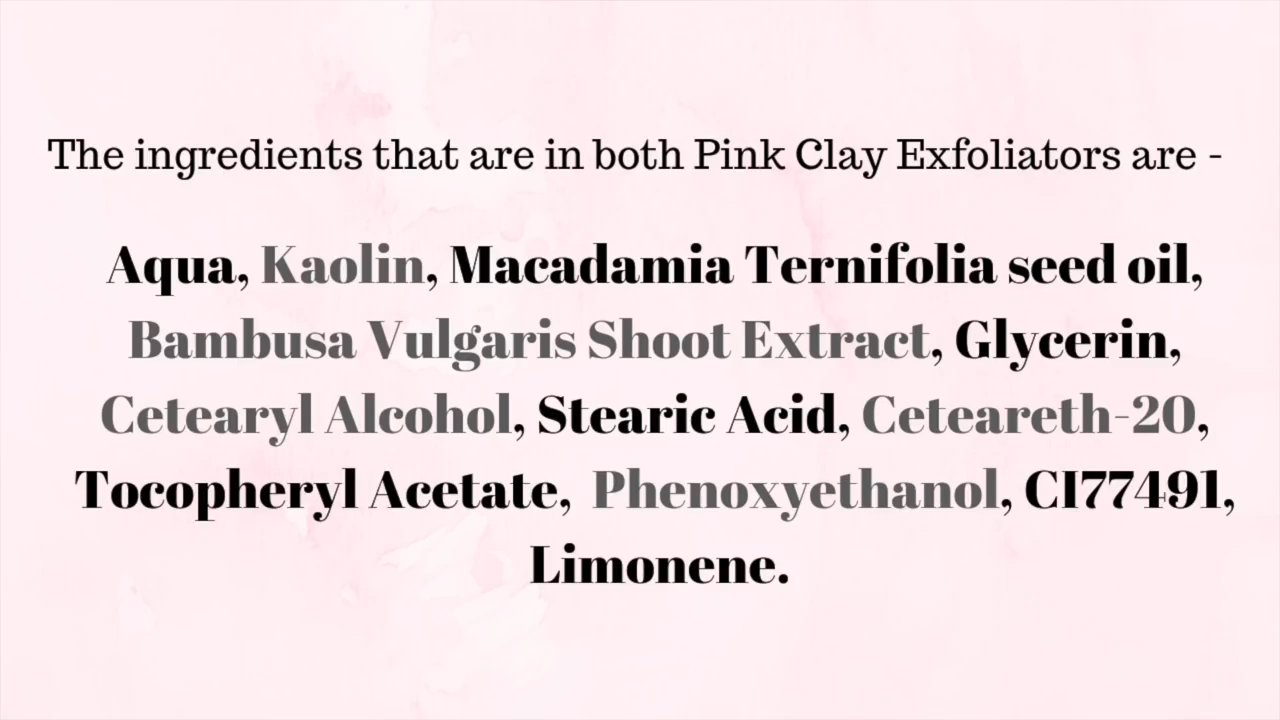 The ingredients that are in both Pink Clay Exfoliators are -
Aqua, Kaolin, Macadamia Ternifolia seed oil,
Bambusa Vulgaris Shoot Extract, Glycerin,
Cetearyl Alcohol, Stearic Acid, Ceteareth-20,
Tocopheryl Acetate, Phenoxyethanol, CI77491,
Limonene.